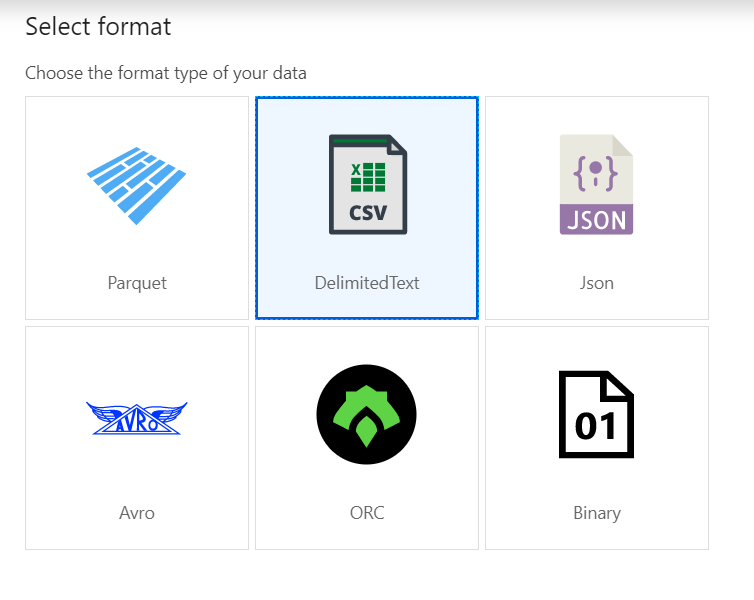 Select format
Choose the format type of your data
X
CSV
{ } JSON
Parquet
DelimitedText
Json
AVRO
01
Avro
ORC
Binary